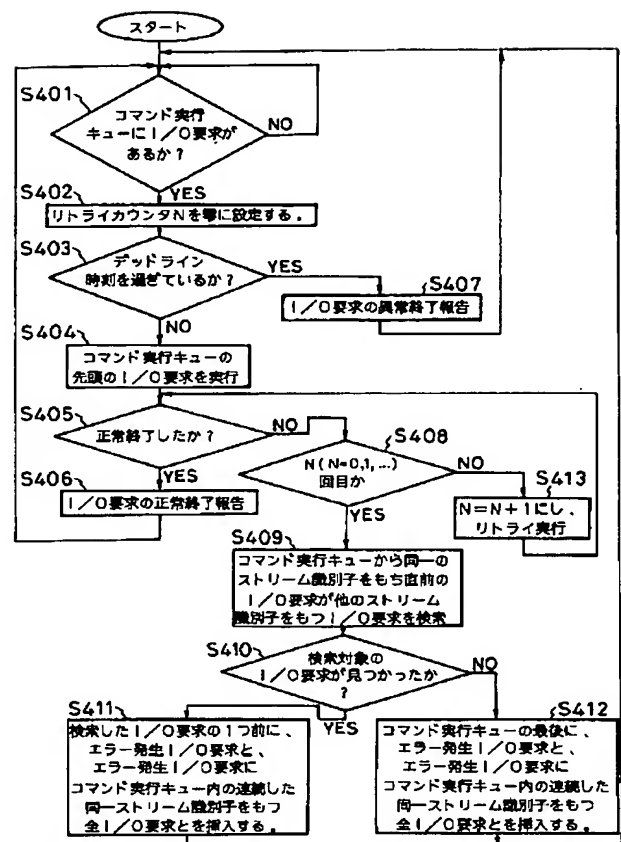 スタート
S401
コマンド実行
キューにI/O要求が
あるか?
NO
YES
S402
リトライカウンタNを零に設定する。
S403
デッドライン
時刻を過ぎているか?
YES
NO
S407
I/O要求の異常終了報告
S404
コマンド実行キューの
先頭のI/O要求を実行
S405
正常終了したか?
NO
YES
S406
I/O要求の正常終了報告
S408
N(N=0,1,...)
回目か
NO
YES
S413
N=N+1にし、
リトライ実行
S409
コマンド実行キューから同一の
ストリーム識別子をもち直前の
I/O要求が他のストリーム
識別子をもつI/O要求を検索
S410
検索対象の
I/O要求が見つかったか
?
NO
YES
S411
検索したI/O要求の1つ前に、
エラー発生I/O要求と、
エラー発生I/O要求に
コマンド実行キュー内の連続した
同一ストリーム識別子をもつ
全I/O要求とを挿入する。
S412
コマンド実行キューの最後に、
エラー発生I/O要求と、
エラー発生I/O要求に
コマンド実行キュー内の連続した
同一ストリーム識別子をもつ
全I/O要求とを挿入する。